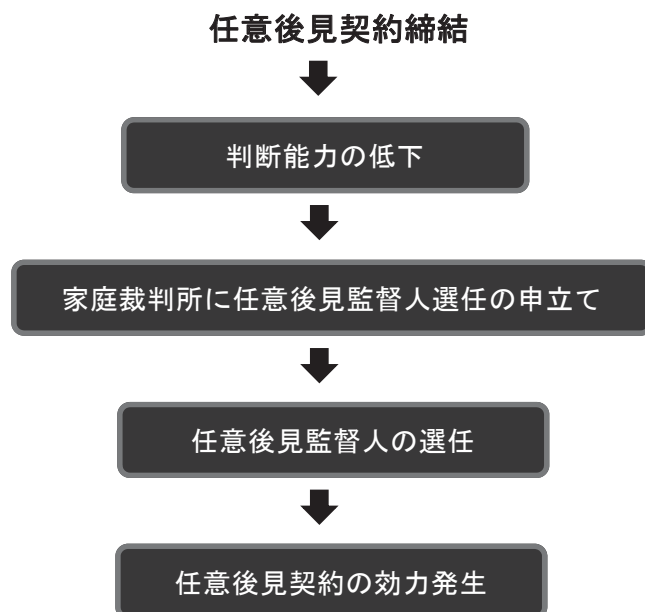 任意後見契約締結
判断能力の低下
家庭裁判所に任意後見監督人選任の申立て
任意後見監督人の選任
任意後見契約の効力発生